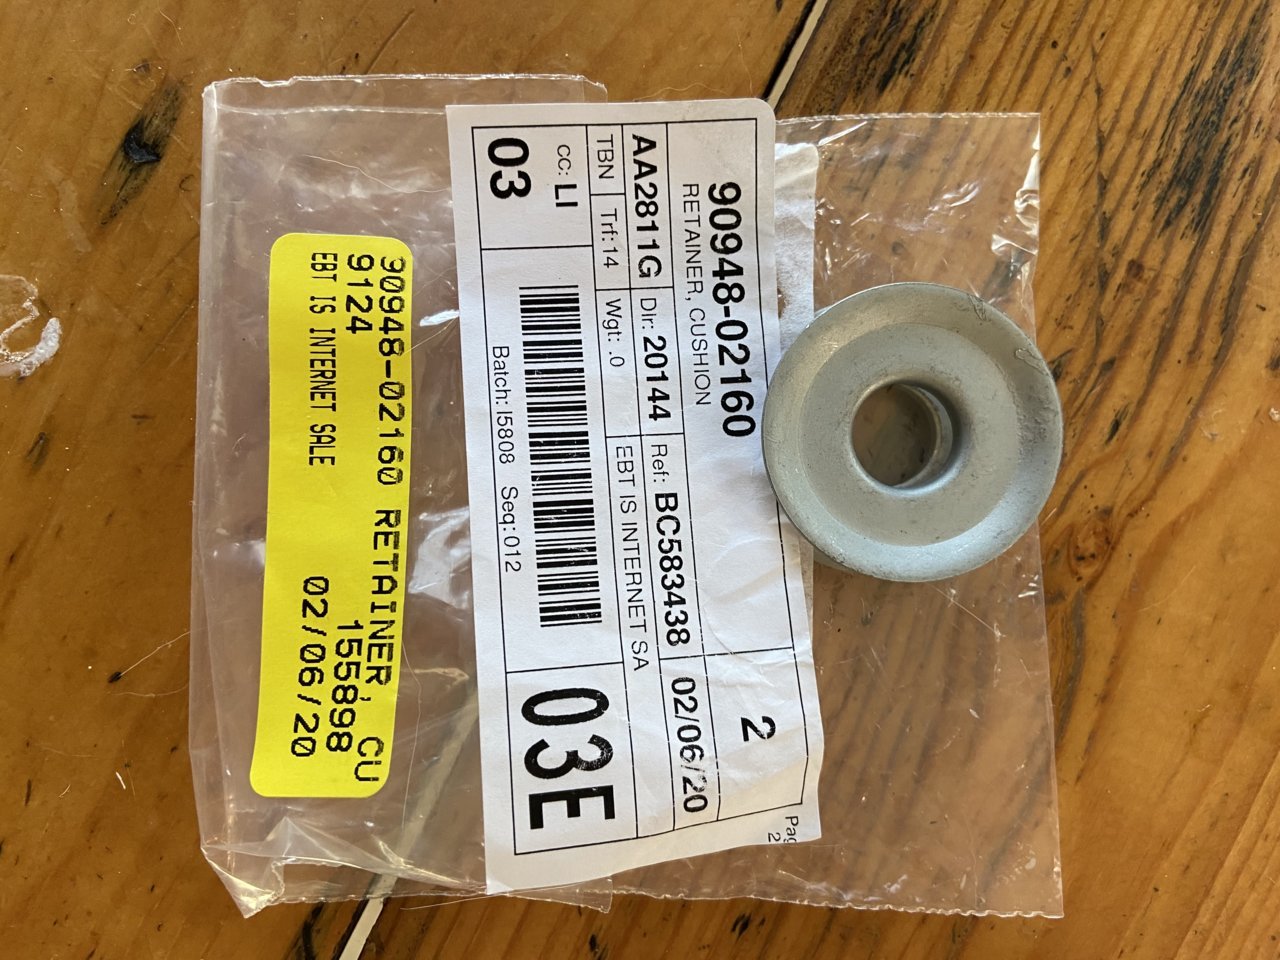 90948-02160
RETAINER, CUSHION
2
AA2811G Dir: 20144 Ref: BC583438 02/06/20
TBN Trf:14 Wgt: .0 EBT IS INTERNET SA
cc: LI
03
03E
Batch: I5808 Seq:012
2
90948-02160 RETAINER, CU
9124 155898
EBT IS INTERNET SALE 02/06/20